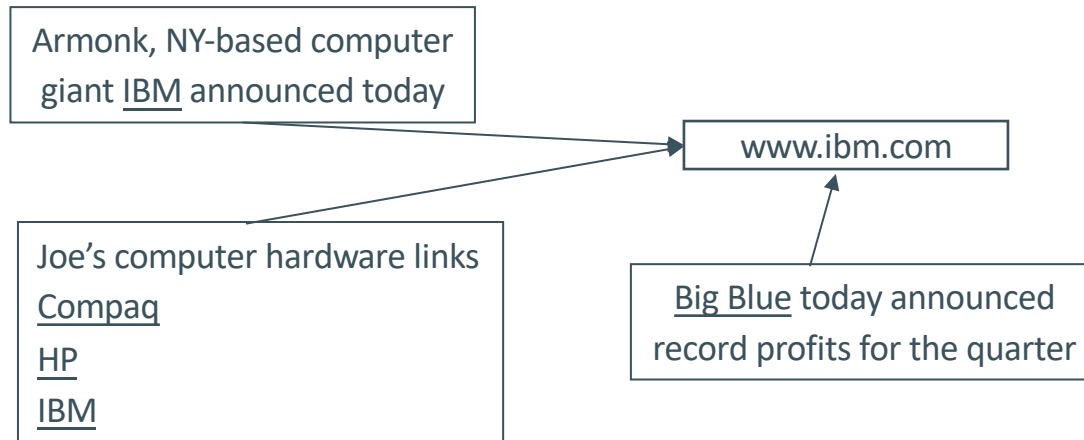 Armonk, NY-based computer
giant IBM announced today
www.ibm.com
Joe’s computer hardware links
Compaq
HP
IBM
Big Blue today announced
record profits for the quarter